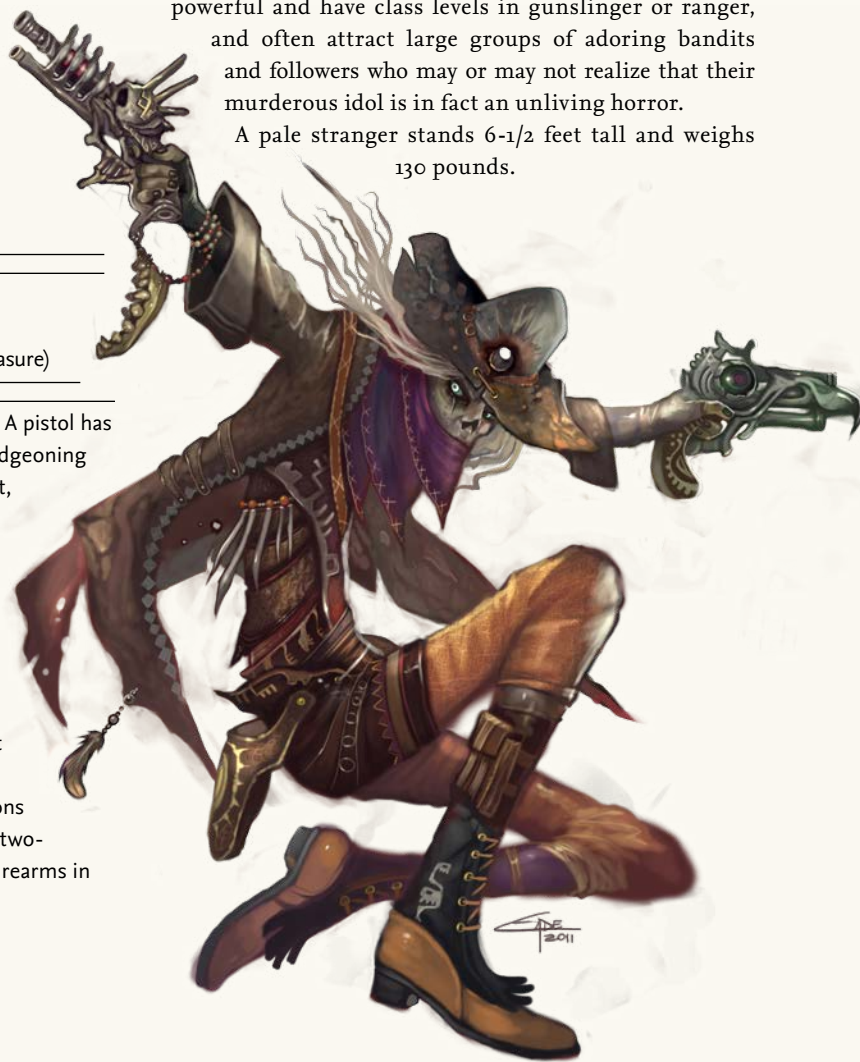 powerful and have class levels in gunslinger or ranger,
and often attract large groups of adoring bandits
and followers who may or may not realize that their
murderous idol is in fact an unliving horror.
A pale stranger stands 6-1/2 feet tall and weighs
130 pounds.
asure)
A pistol has
dgeoning
t,
t
ons
two-
rearms in
2011